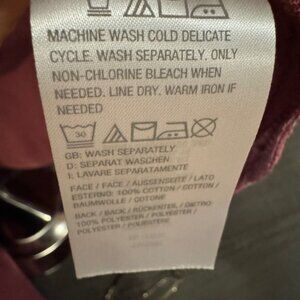 MACHINE WASH COLD DELICATE
CYCLE. WASH SEPARATELY. ONLY
NON-CHLORINE BLEACH WHEN
NEEDED. LINE DRY. WARM IRON IF
NEEDED
30
GB: WASH SEPARATELY
D: SEPARAT WASCHEN
I: LAVARE SEPARATAMENTE
FACE / FACE / AUSSENSEITE / LATO
ESTERNO: 100% COTTON / COTTON /
BAUMWOLLE / COTONE
BACK / BACK / RÜCKENTEIL / DIETRO:
100% POLYESTER / POLYESTER /
POLYESTER / POLIESTERE